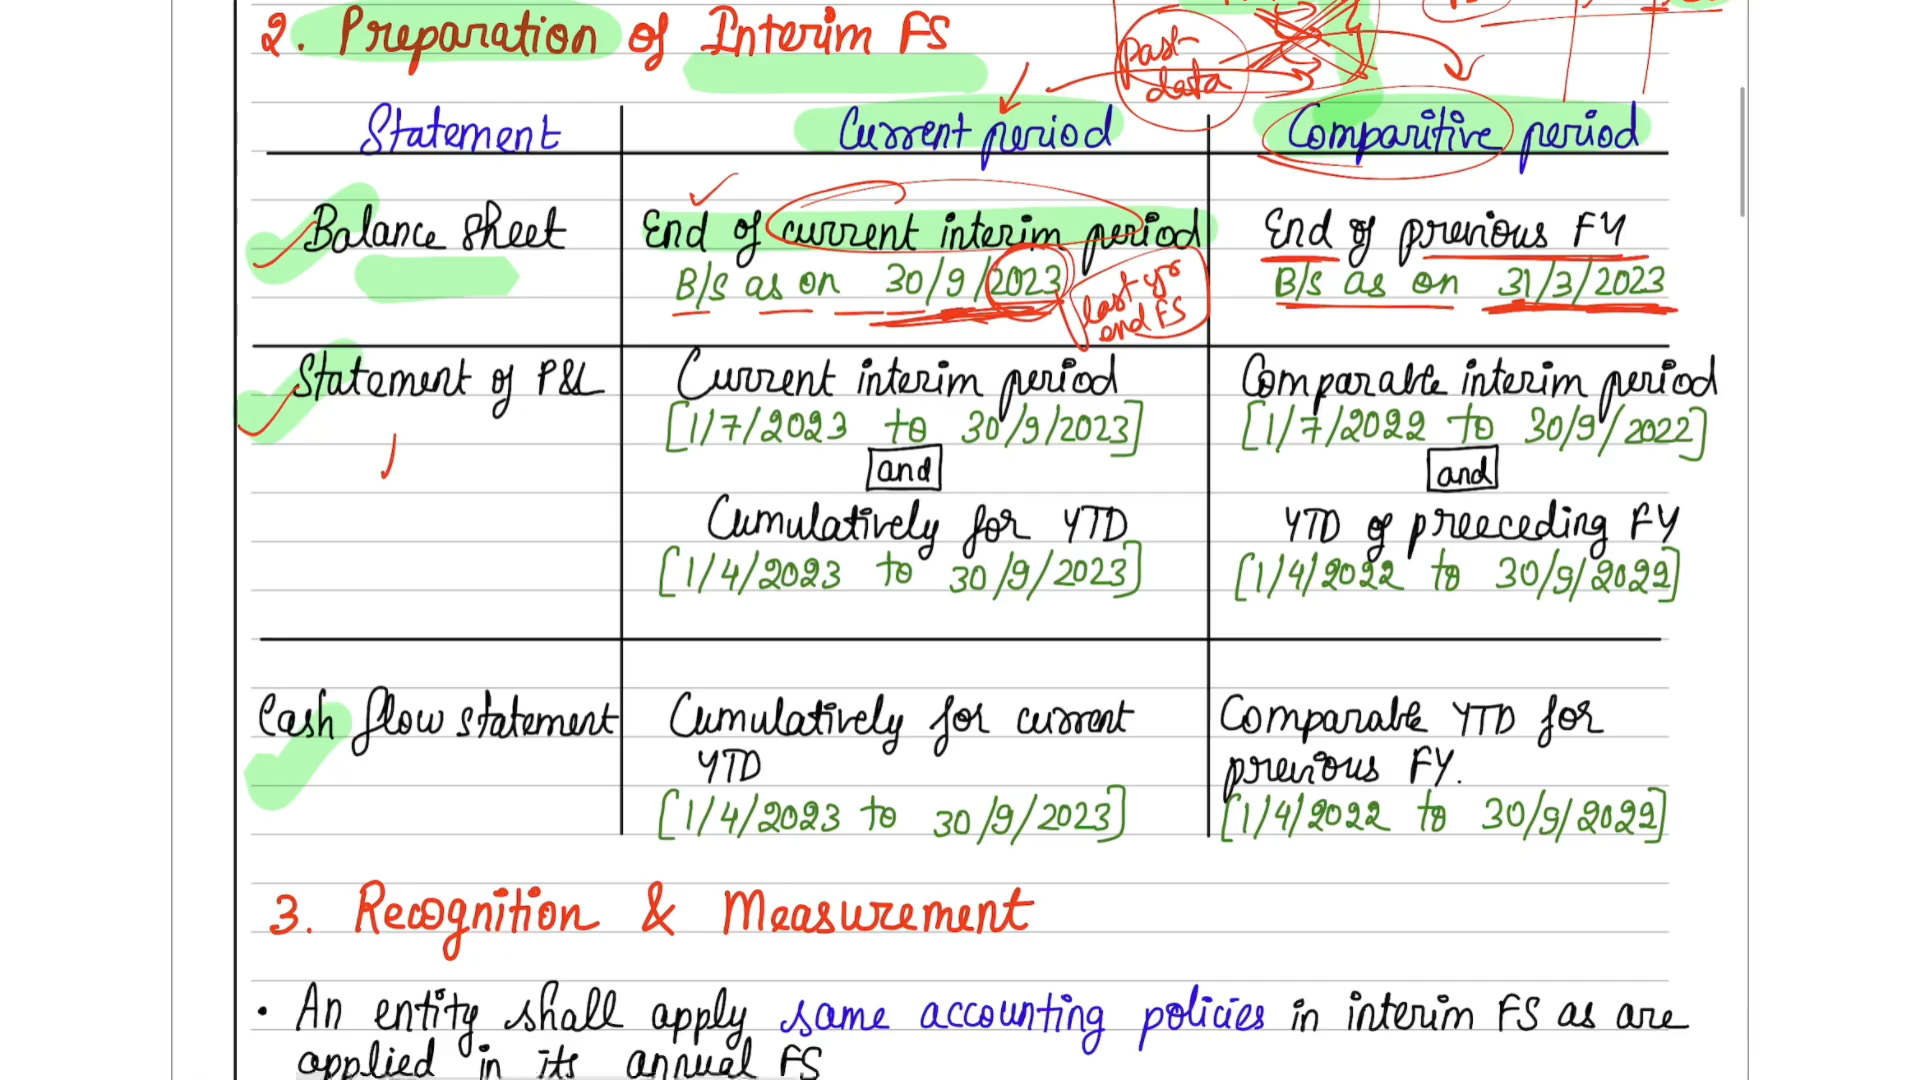 2. Preparation of Interim FS
past
data
Statement
Current period
Comparitive period
Balance sheet
End of current interim period
B/S as on 30/9/2023
last yr
end FS
End of previous FY
B/S as on 31/3/2023
Statement of P&L
Current interim period
[1/7/2023 to 30/9/2023]
and
Cumulatively for YTD
[1/4/2023 to 30/9/2023]
Comparable interim period
[1/7/2022 to 30/9/2022]
and
YTD of preeceding FY
[1/4/2022 to 30/9/2022]
Cash flow statement
Cumulatively for current
YTD
[1/4/2023 to 30/9/2023]
Comparable YTD for
previous FY.
[1/4/2022 to 30/9/2022]
3. Recognition & Measurement
• An entity shall apply same accounting policies in interim FS as are
applied in its annual FS